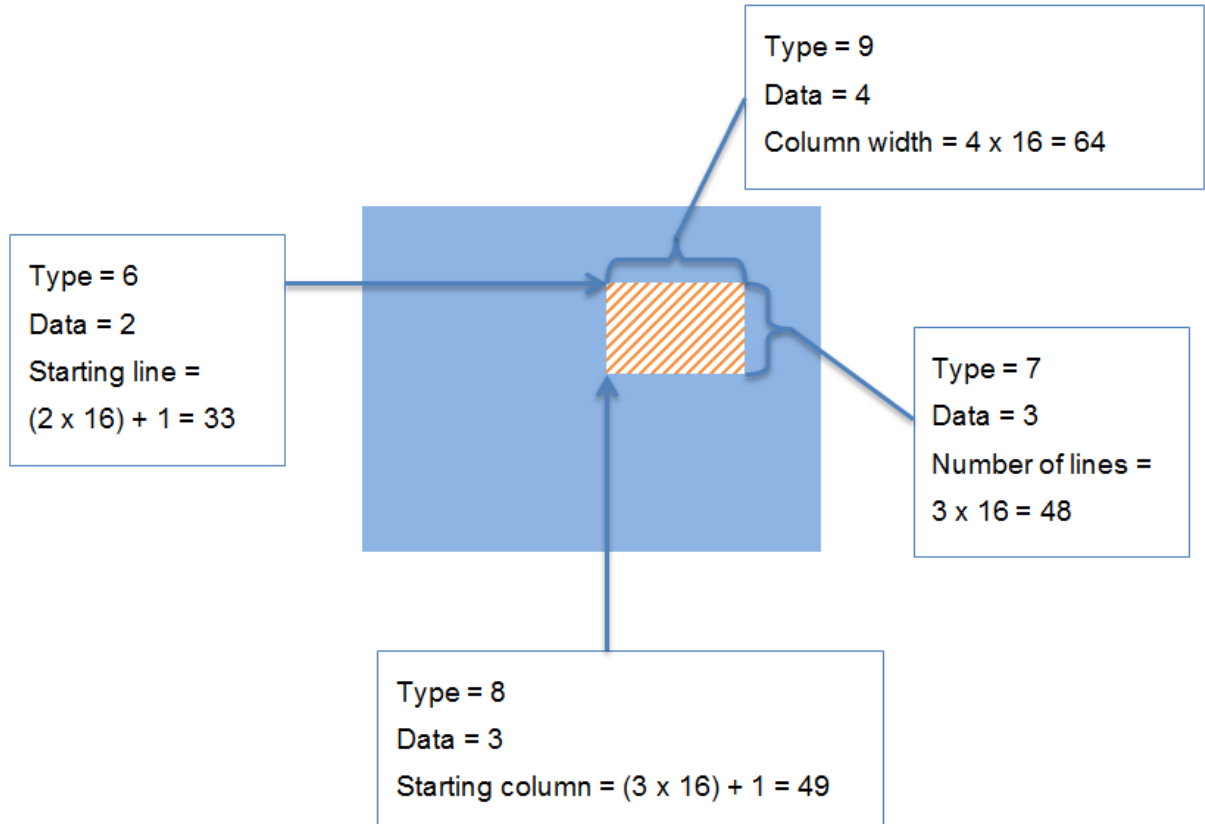 Type = 9
Data = 4
Column width = 4 x 16 = 64
Type = 6
Data = 2
Starting line =
(2 x 16) + 1 = 33
Type = 7
Data = 3
Number of lines =
3 x 16 = 48
Type = 8
Data = 3
Starting column = (3 x 16) + 1 = 49